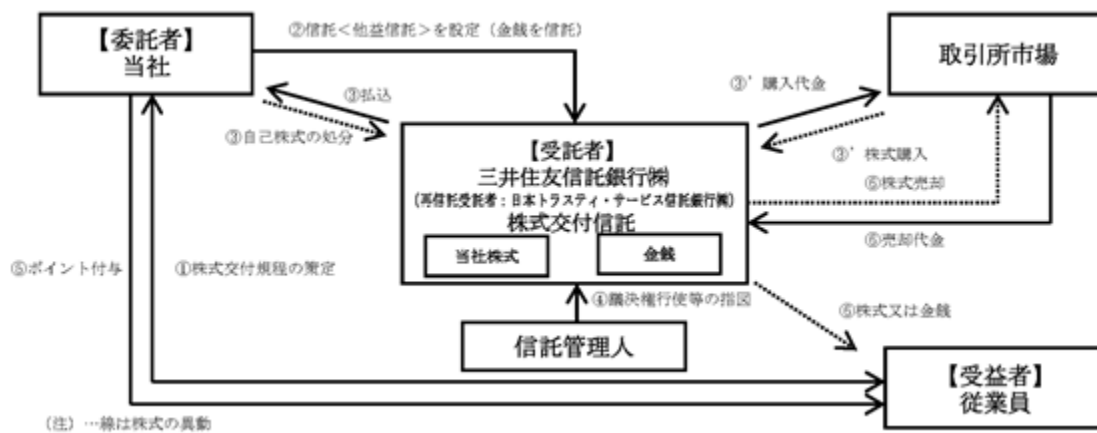 【委託者】
当社
②信託<他益信託>を設定（金銭を信託）
取引所市場
③払込
③自己株式の処分
③’購入代金
③’株式購入
【受託者】
三井住友信託銀行㈱
（再信託受託者：日本トラスティ・サービス信託銀行㈱）
株式交付信託
当社株式
金銭
⑥株式売却
⑥売却代金
⑤ポイント付与
①株式交付規程の策定
④議決権行使等の指図
⑥株式又は金銭
信託管理人
【受益者】
従業員
（注）…線は株式の異動